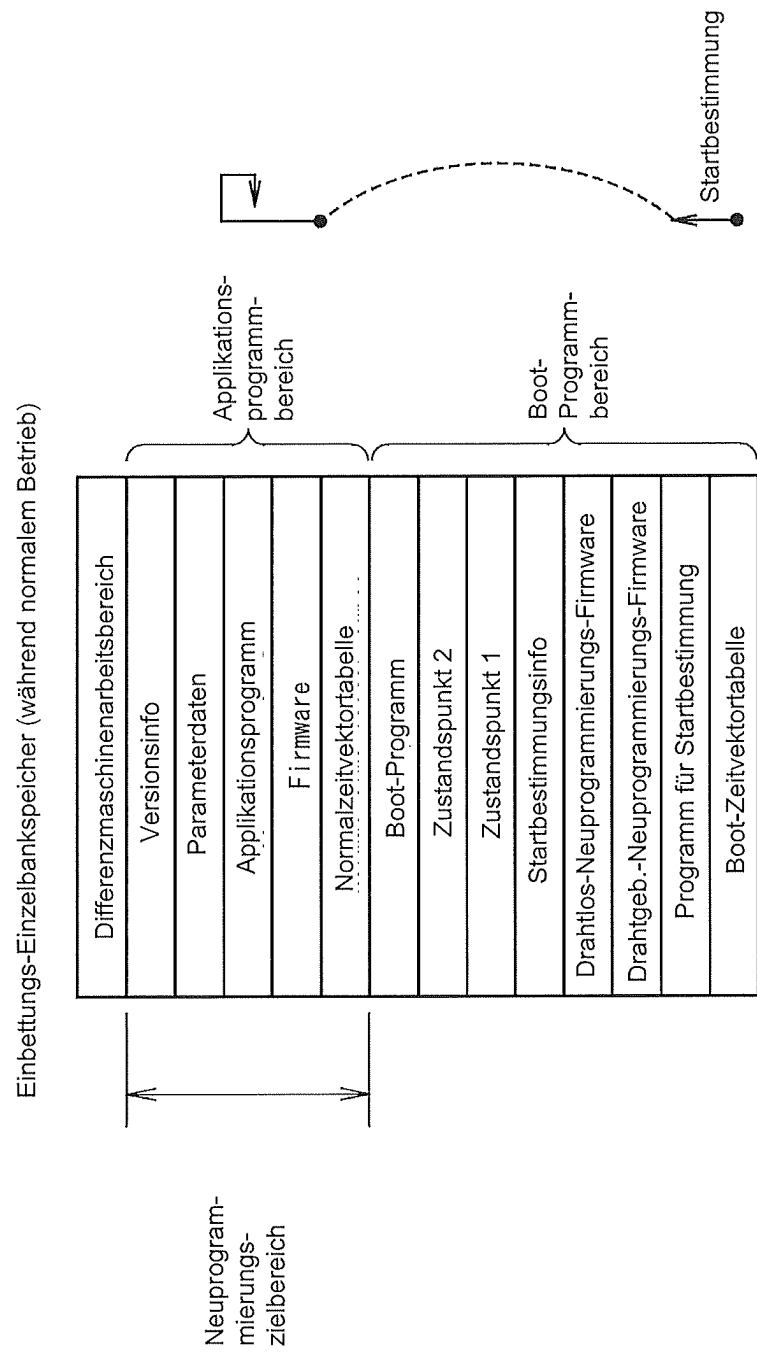 Einbettungs-Einzelbankspeicher (während normalem Betrieb)
Neuprogram-
mierungs-
zielbereich
Differenzmaschinenarbeitsbereich
Versionsinfo
Parameterdaten
Applikationsprogramm
Firmware
Normalzeitvektortabelle
Boot-Programm
Zustandspunkt 2
Zustandspunkt 1
Startbestimmungsinfo
Drahtlos-Neuprogrammierungs-Firmware
Drahtgeb.-Neuprogrammierungs-Firmware
Programm für Startbestimmung
Boot-Zeitvektortabelle
Applikations-
programm-
bereich
Boot-
Programm-
bereich
Startbestimmung